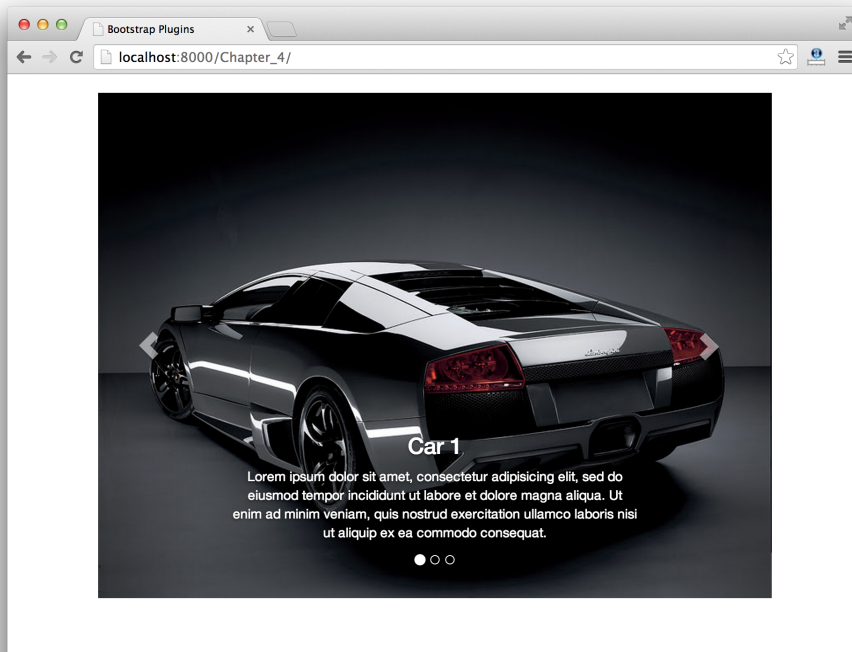 Bootstrap Plugins
localhost:8000/Chapter_4/
Car 1
Lorem ipsum dolor sit amet, consectetur adipisicing elit, sed do
eiusmod tempor incididunt ut labore et dolore magna aliqua. Ut
enim ad minim veniam, quis nostrud exercitation ullamco laboris nisi
ut aliquip ex ea commodo consequat.